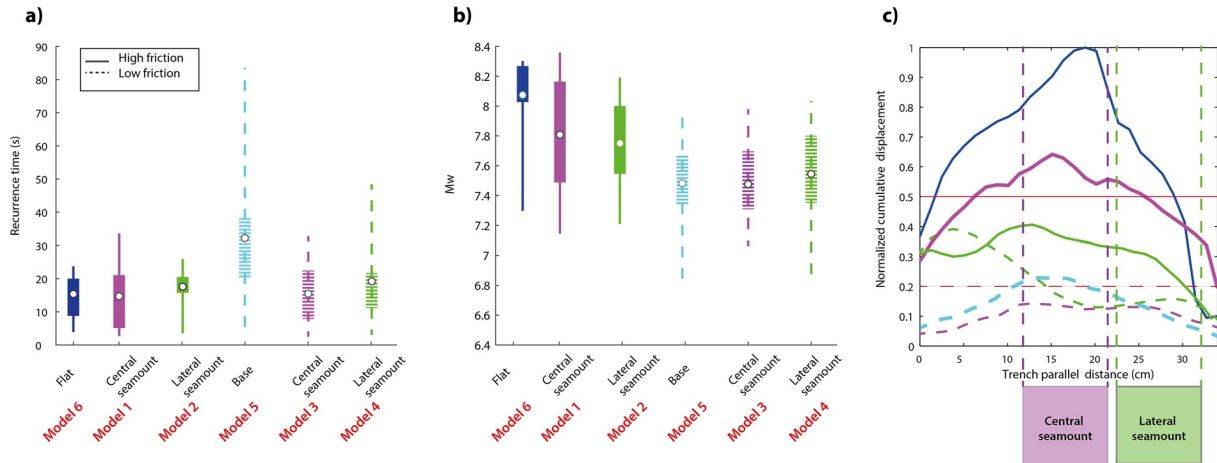 a)
b)
c)
High friction
Low friction
Recurrence time (s)
90
80
70
60
50
40
30
20
10
0
Flat
Central
seamount
Lateral
seamount
Base
Central
seamount
Lateral
seamount
Model 6
Model 1
Model 2
Model 5
Model 3
Model 4
Mw
8.4
8.2
8
7.8
7.6
7.4
7.2
7
6.8
6.6
6.4
Flat
Central
seamount
Lateral
seamount
Base
Central
seamount
Lateral
seamount
Model 6
Model 1
Model 2
Model 5
Model 3
Model 4
Normalized cumulative displacement
1
0.9
0.8
0.7
0.6
0.5
0.4
0.3
0.2
0.1
0
0
5
10
15
20
25
30
Trench parallel distance (cm)
Central
seamount
Lateral
seamount